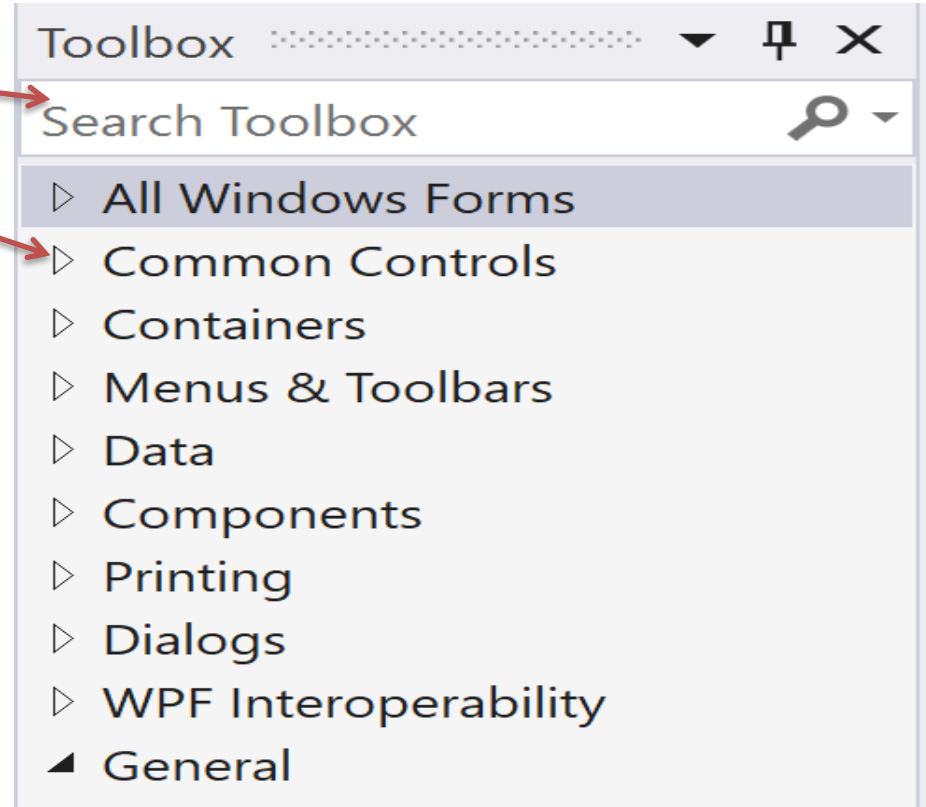 Toolbox
Search Toolbox
All Windows Forms
Common Controls
Containers
Menus & Toolbars
Data
Components
Printing
Dialogs
WPF Interoperability
General